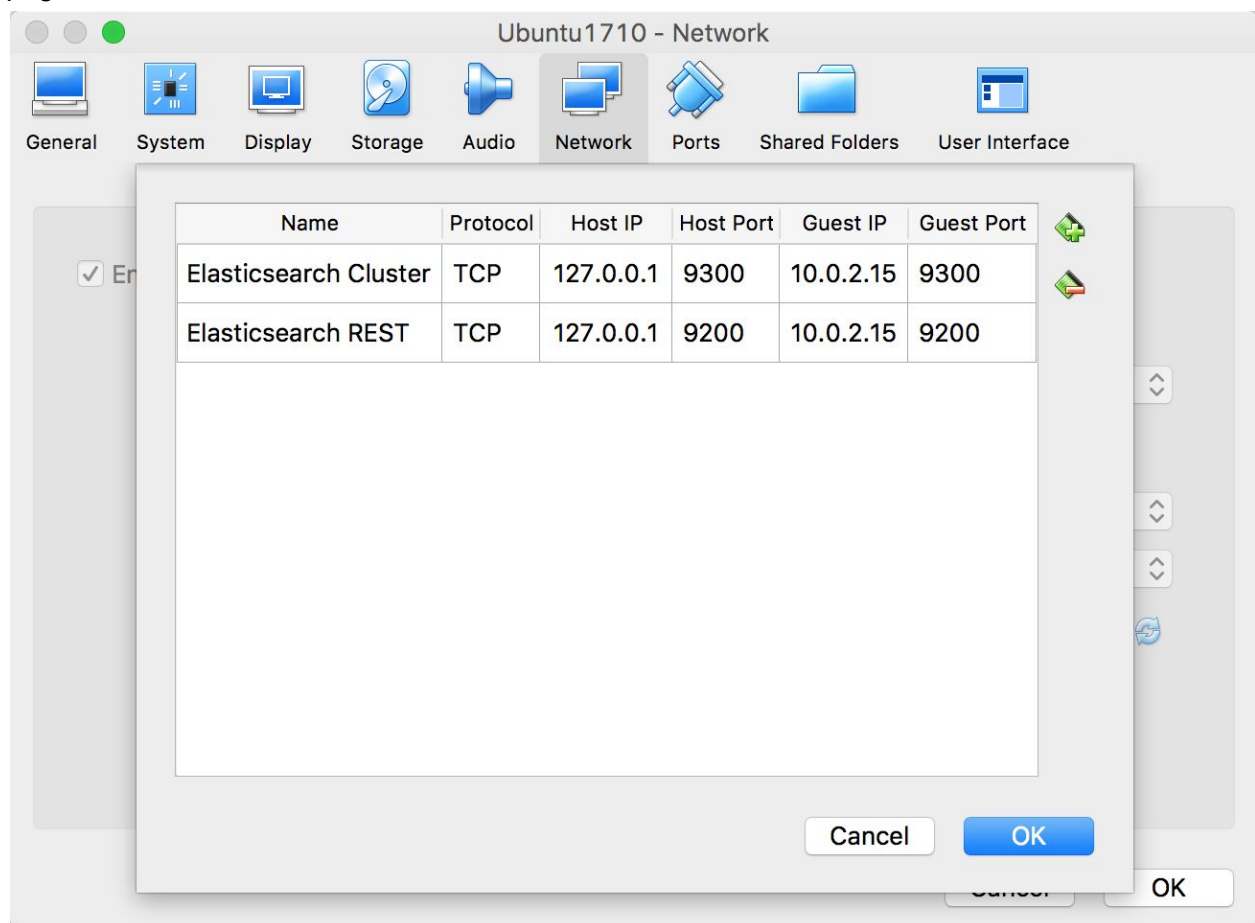 Ubuntu1710 - Network
General System Display Storage Audio Network Ports Shared Folders User Interface
Name Protocol Host IP Host Port Guest IP Guest Port
Elasticsearch Cluster TCP 127.0.0.1 9300 10.0.2.15 9300
Elasticsearch REST TCP 127.0.0.1 9200 10.0.2.15 9200
Cancel OK
OK